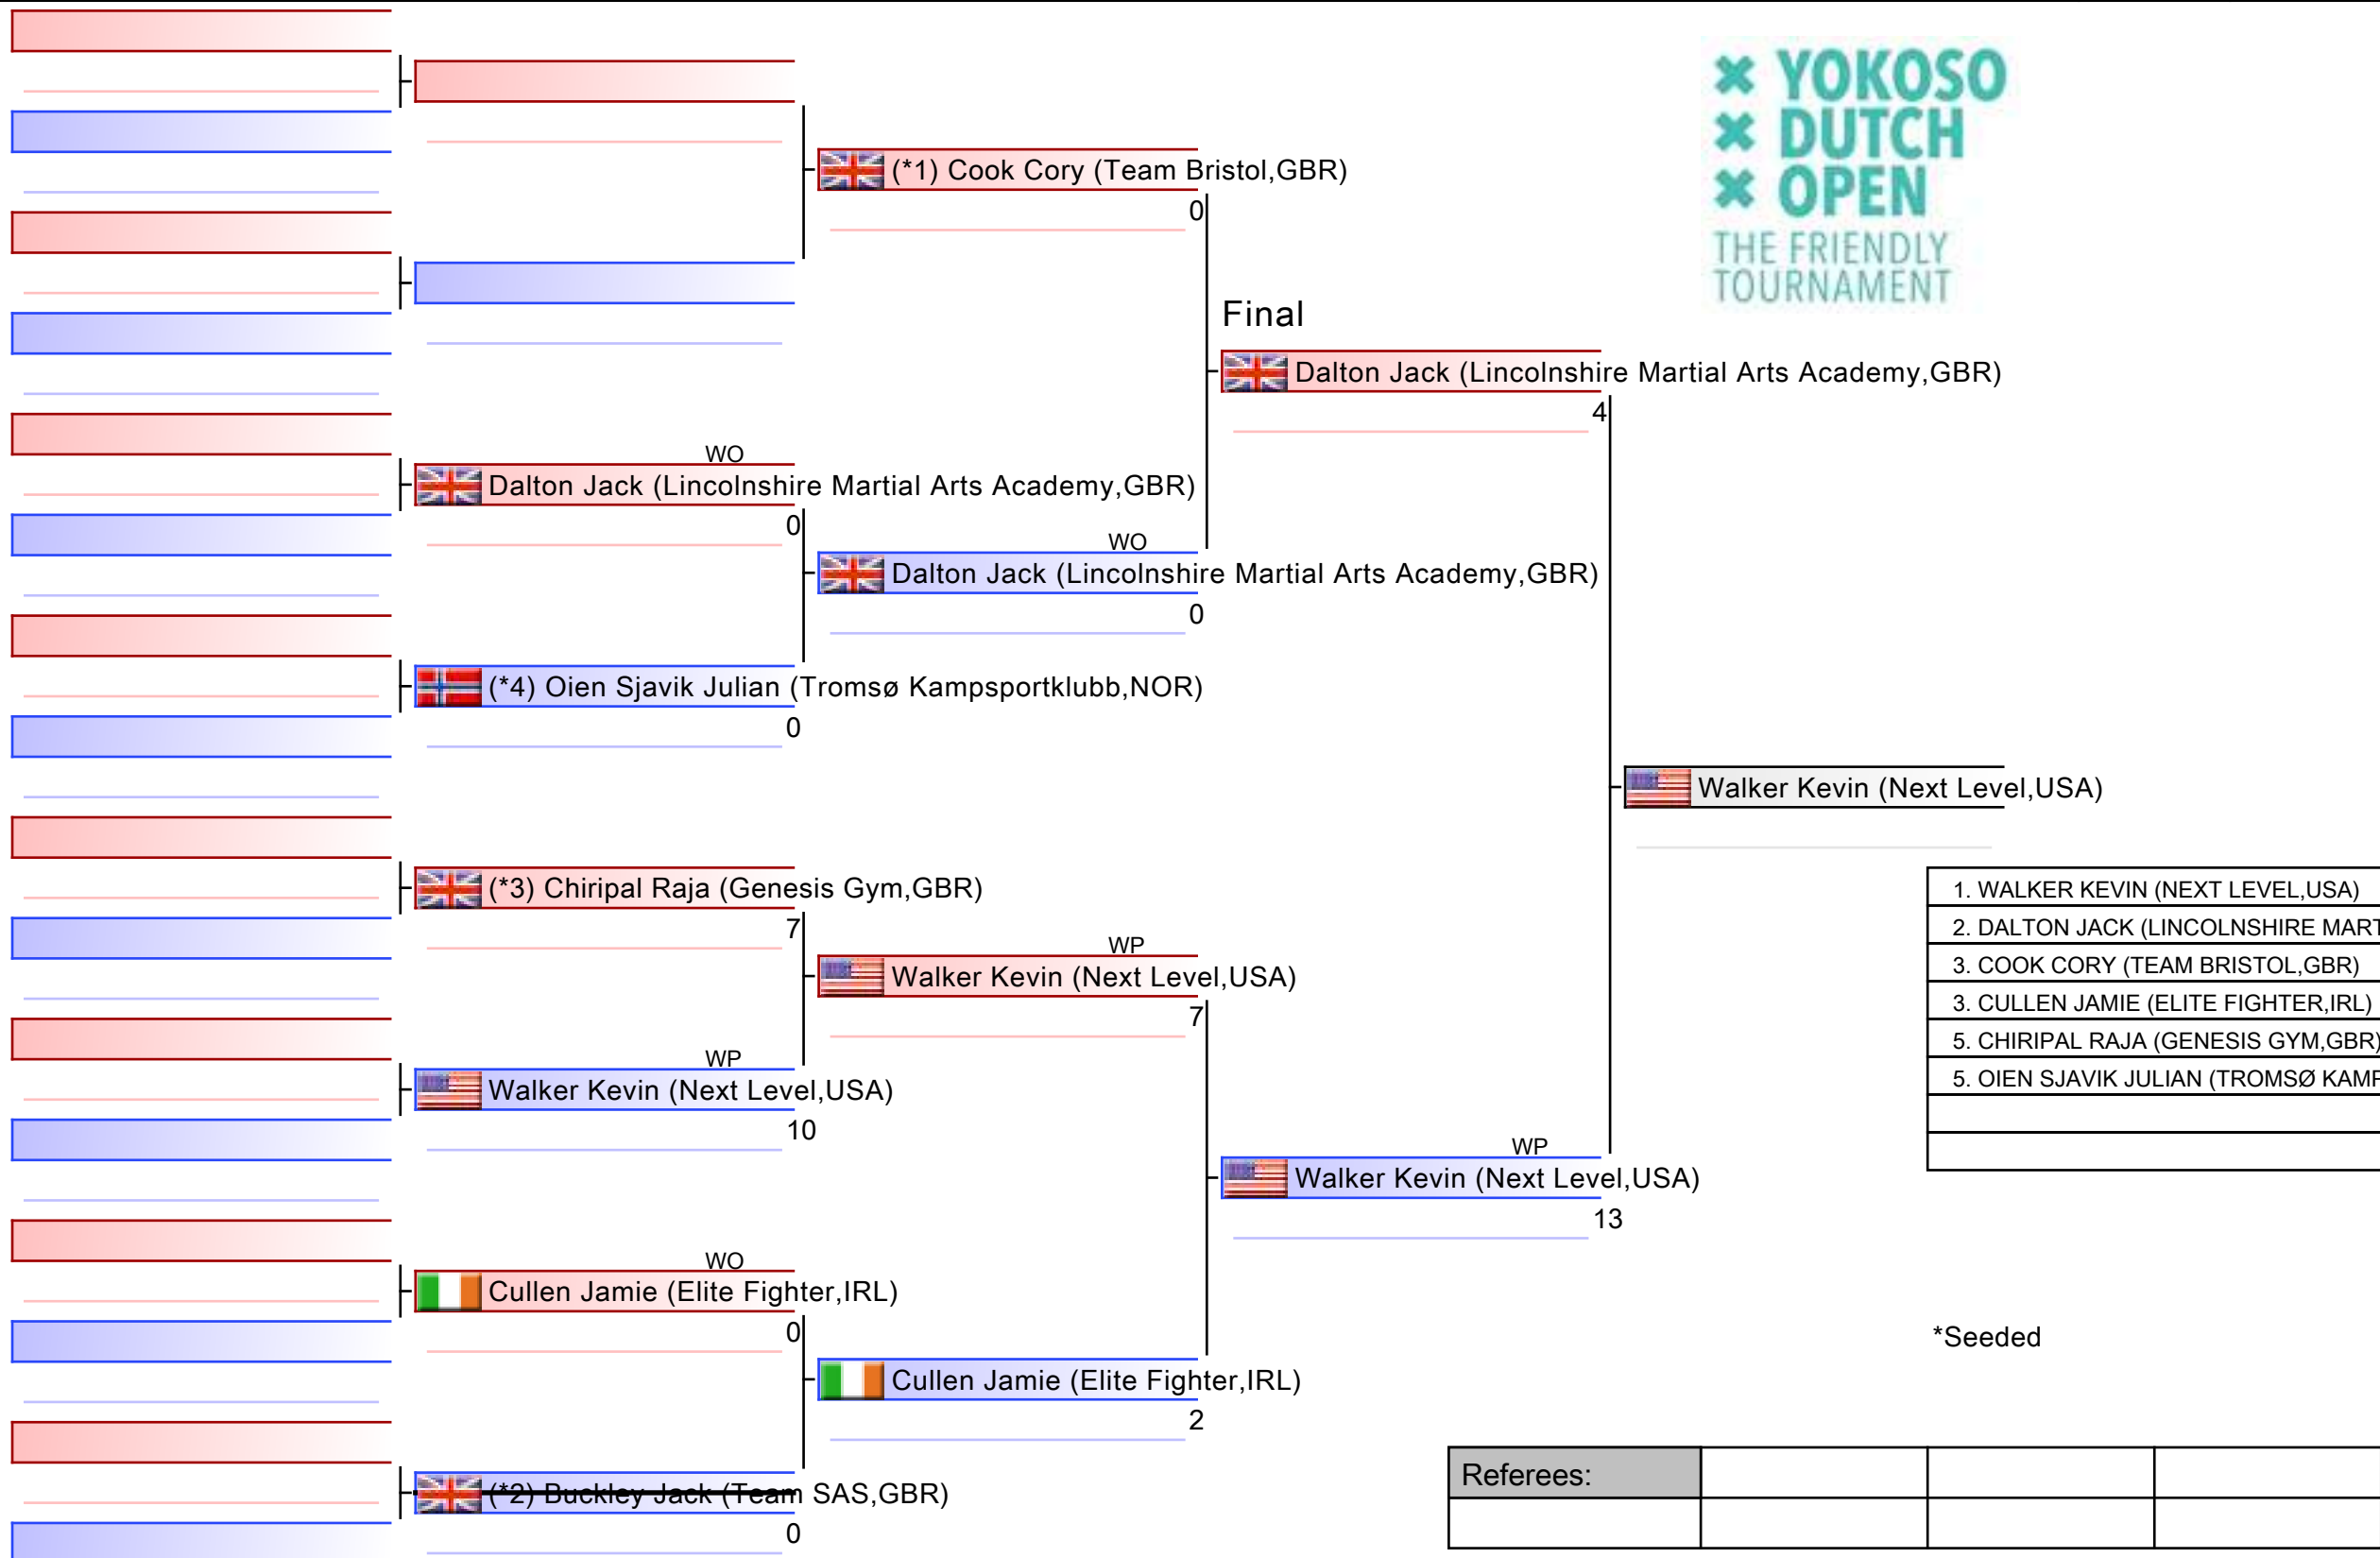 YOKOSO
DUTCH
OPEN
THE FRIENDLY
TOURNAMENT
(*1) Cook Cory (Team Bristol,GBR)
0
Final
Dalton Jack (Lincolnshire Martial Arts Academy,GBR)
4
WO
Dalton Jack (Lincolnshire Martial Arts Academy,GBR)
0
WO
Dalton Jack (Lincolnshire Martial Arts Academy,GBR)
0
(*4) Oien Sjavik Julian (Tromsø Kampsportklubb,NOR)
0
Walker Kevin (Next Level,USA)
(*3) Chiripal Raja (Genesis Gym,GBR)
7
WP
Walker Kevin (Next Level,USA)
7
WP
Walker Kevin (Next Level,USA)
10
WP
Walker Kevin (Next Level,USA)
13
WO
Cullen Jamie (Elite Fighter,IRL)
0
Cullen Jamie (Elite Fighter,IRL)
2
(*2) Buckley Jack (Team SAS,GBR)
0
1. WALKER KEVIN (NEXT LEVEL,USA)
2. DALTON JACK (LINCOLNSHIRE MART
3. COOK CORY (TEAM BRISTOL,GBR)
3. CULLEN JAMIE (ELITE FIGHTER,IRL)
5. CHIRIPAL RAJA (GENESIS GYM,GBR)
5. OIEN SJAVIK JULIAN (TROMSØ KAMP
*Seeded
Referees: